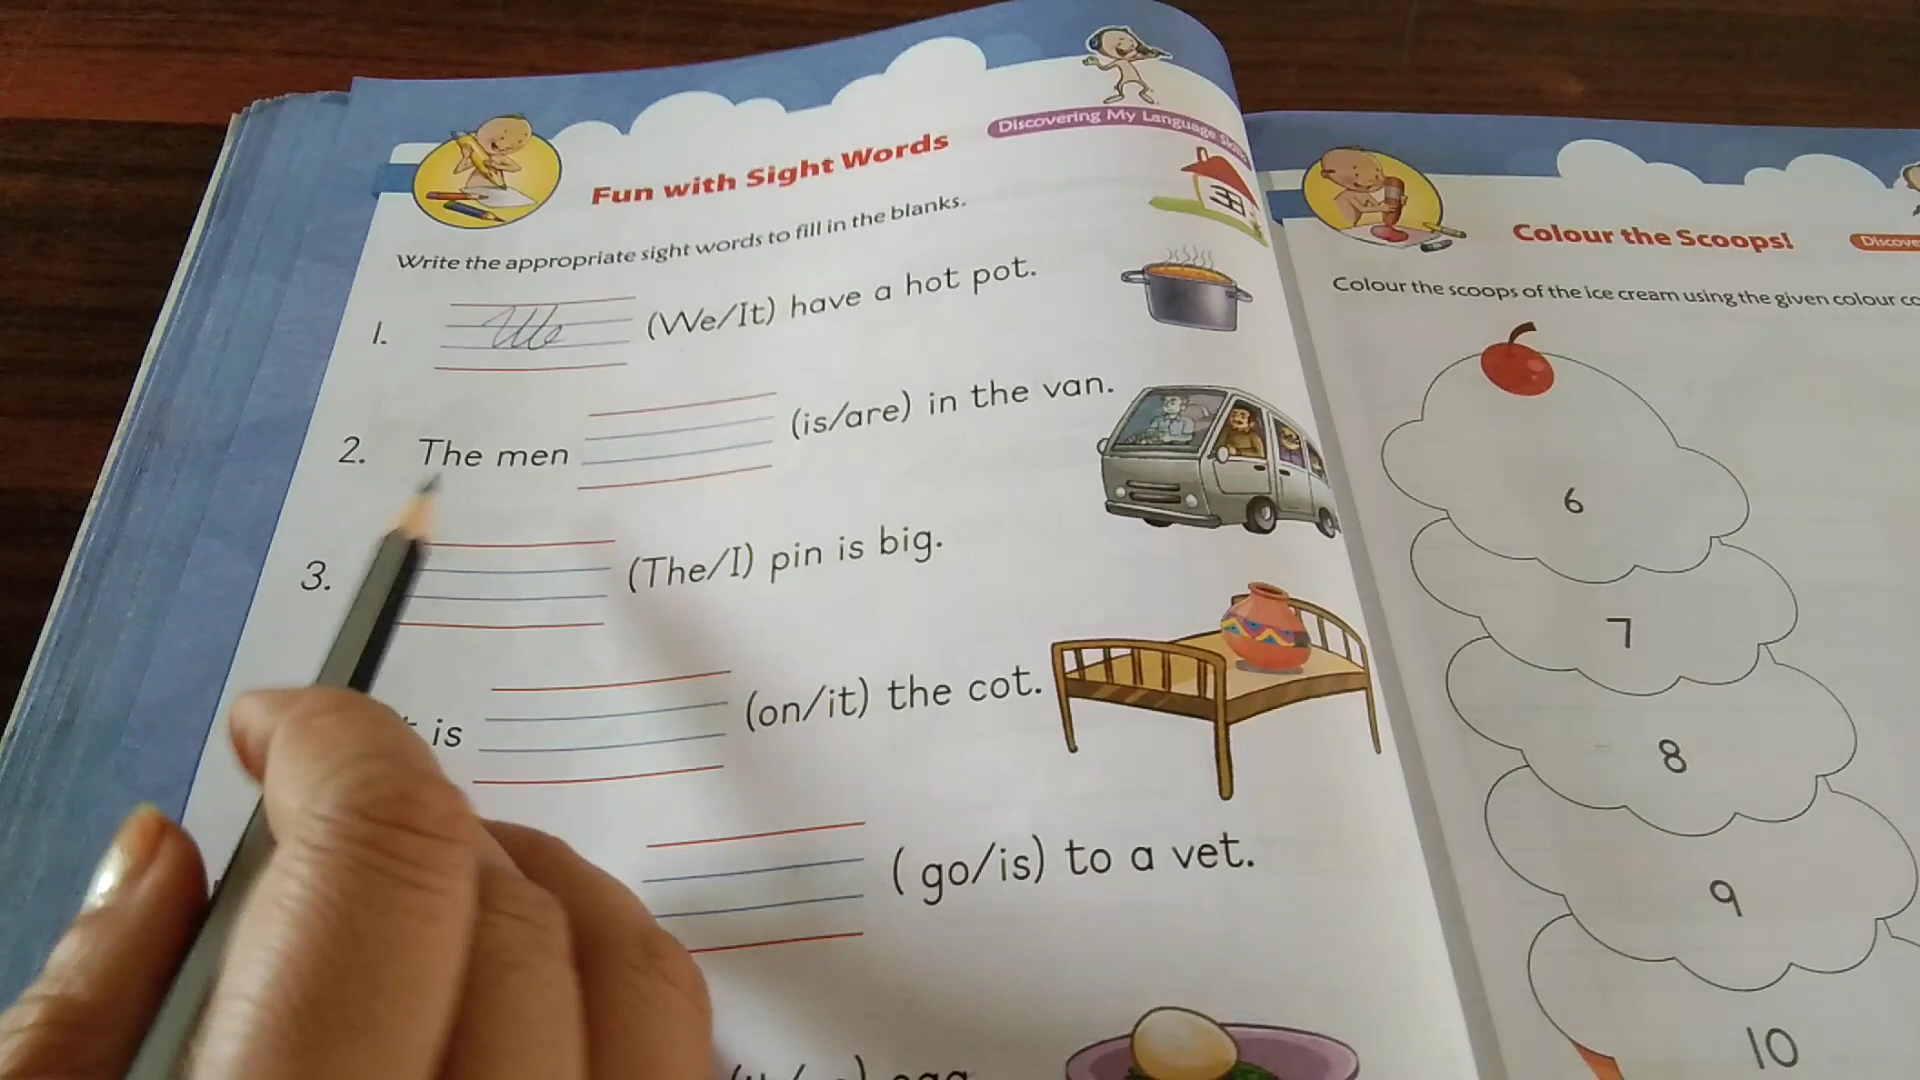 Discovering My Language Skills
Fun with Sight Words
Write the appropriate sight words to fill in the blanks.
1. We (We/It) have a hot pot.
2. The men (is/are) in the van.
3. (The/I) pin is big.
is (on/it) the cot.
(go/is) to a vet.
egg
Colour the Scoops!
Colour the scoops of the ice cream using the given colour
6
7
8
9
10